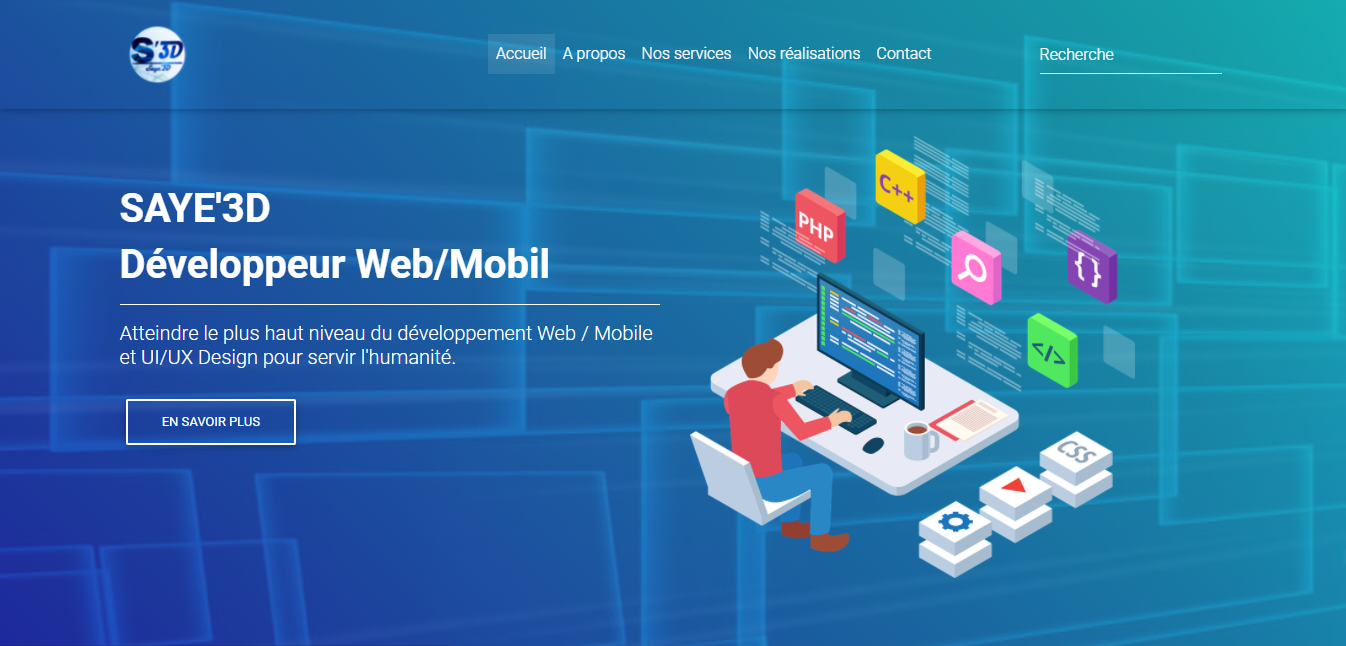 S'3D
Saye'3D
Accueil
A propos
Nos services
Nos réalisations
Contact
Recherche
SAYE'3D
Développeur Web/Mobil
Atteindre le plus haut niveau du développement Web / Mobile
et UI/UX Design pour servir l'humanité.
EN SAVOIR PLUS
C++
PHP
{ }
</>
CSS